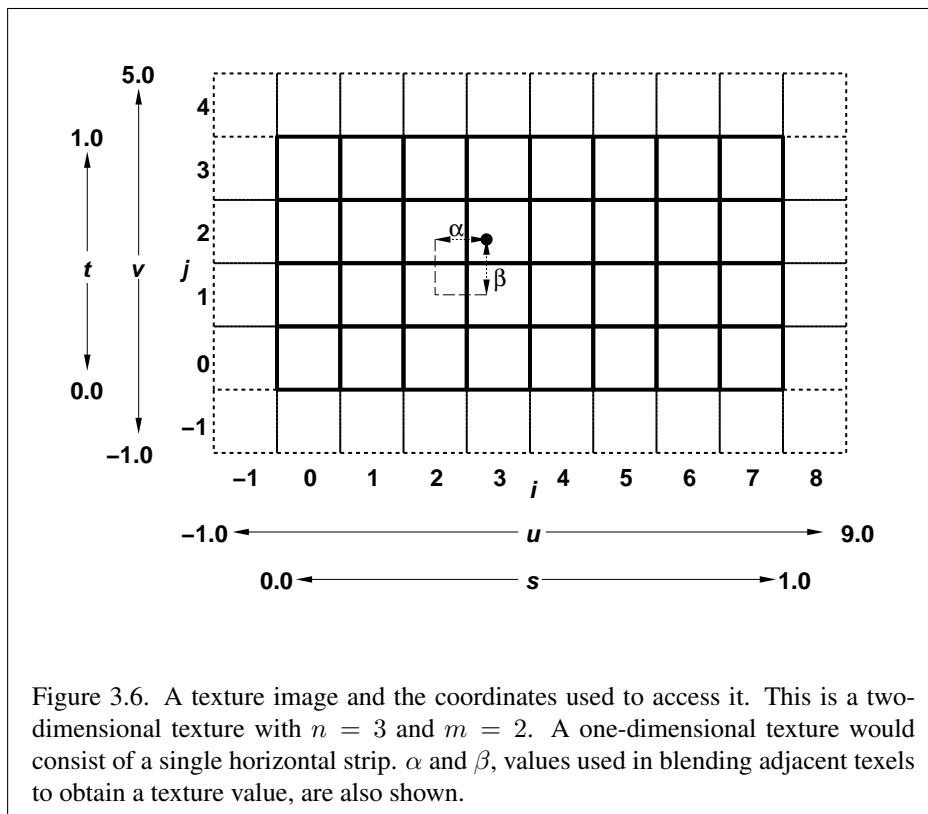 5.0
4
1.0
3
α
2
t
v
j
β
1
0
0.0
−1
−1.0
−1 0 1 2 3 4 5 6 7 8
i
−1.0 u 9.0
0.0 s 1.0
Figure 3.6. A texture image and the coordinates used to access it. This is a two-
dimensional texture with n = 3 and m = 2. A one-dimensional texture would
consist of a single horizontal strip. α and β, values used in blending adjacent texels
to obtain a texture value, are also shown.